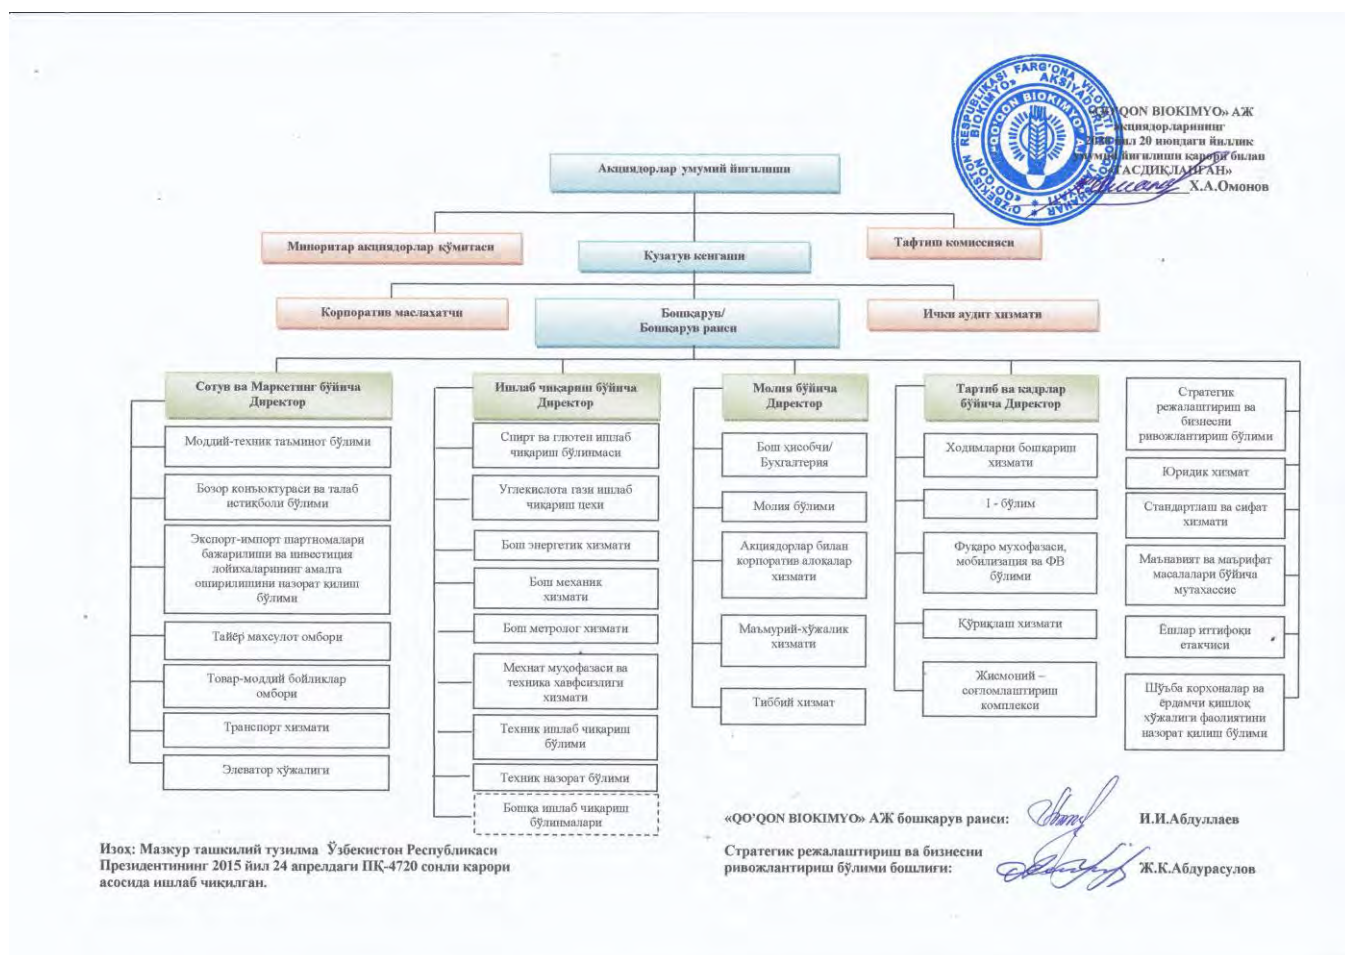 «QO'QON BIOKIMYO» АЖ
акциядорларининг
йил 20 июндаги йиллик
умумий йиғилиши қарори билан
«ТАСДИҚЛАНГАН»
Х.А.Омонов
Акциядорлар умумий йиғилиши
Миноритар акциядорлар қўмитаси
Кузатув кенгаши
Тафтиш комиссияси
Корпоратив маслахатчи
Бошқарув/
Бошқарув раиси
Ички аудит хизмати
Сотув ва Маркетинг бўйича
Директор
Моддий-техник таъминот бўлими
Бозор конъюктураси ва талаб
истиқболи бўлими
Экспорт-импорт шартномалари
бажарилиши ва инвестиция
лойихаларининг амалга
оширилишини назорат қилиш
бўлими
Тайёр махсулот омбори
Товар-моддий бойликлар
омбори
Транспорт хизмати
Элеватор хўжалиги
Ишлаб чиқариш бўйича
Директор
Спирт ва глютен ишлаб
чиқариш бўлинмаси
Углекислота гази ишлаб
чиқариш цехи
Бош энергетик хизмати
Бош механик
хизмати
Бош метролог хизмати
Мехнат муҳофазаси ва
техника хавфсизлиги
хизмати
Техник ишлаб чиқариш
бўлими
Техник назорат бўлими
Бошқа ишлаб чиқариш
бўлинмалари
Молия бўйича
Директор
Бош ҳисобчи/
Бухгалтерия
Молия бўлими
Акциядорлар билан
корпоратив алоқалар
хизмати
Маъмурий-хўжалик
хизмати
Тиббий хизмат
Тартиб ва кадрлар
бўйича Директор
Ходимларни бошқариш
хизмати
I - бўлим
Фуқаро мухофазаси,
мобилизация ва ФВ
бўлими
Қўриқлаш хизмати
Жисмоний –
соғломлаштириш
комплекси
Стратегик
режалаштириш ва
бизнесни
ривожлантириш бўлими
Юридик хизмат
Стандартлаш ва сифат
хизмати
Маънавият ва маърифат
масалалари бўйича
мутахассис
Ёшлар иттифоқи
етакчиси
Шўъба корхоналар ва
ёрдамчи қишлоқ
хўжалиги фаолиятини
назорат қилиш бўлими
«QO'QON BIOKIMYO» АЖ бошқарув раиси: И.И.Абдуллаев
Стратегик режалаштириш ва бизнесни
ривожлантириш бўлими бошлиғи: Ж.К.Абдурасулов
Изоҳ: Мазкур ташкилий тузилма Ўзбекистон Республикаси
Президентининг 2015 йил 24 апрелдаги ПҚ-4720 сонли қарори
асосида ишлаб чиқилган.